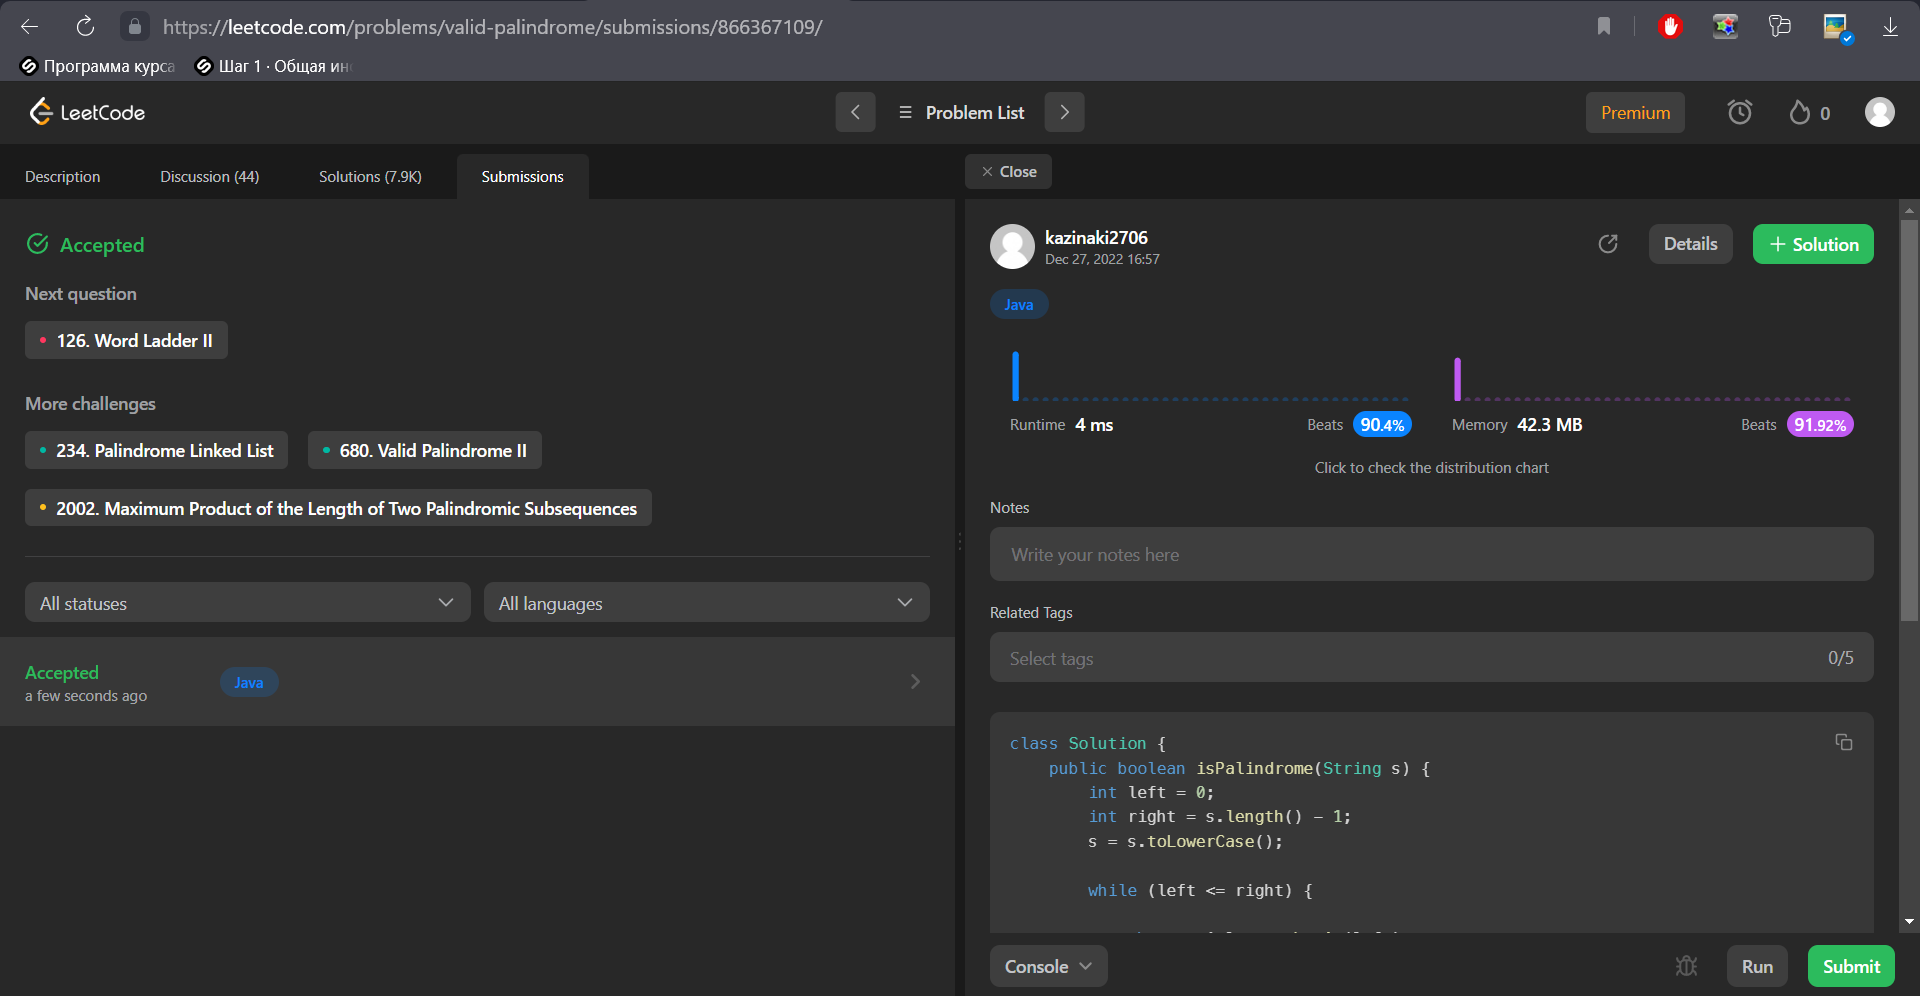 https://leetcode.com/problems/valid-palindrome/submissions/866367109/
Программа курса
Шаг 1 · Общая ин
LeetCode
Problem List
Premium
0
Description
Discussion (44)
Solutions (7.9K)
Submissions
Close
Accepted
Next question
126. Word Ladder II
More challenges
234. Palindrome Linked List
680. Valid Palindrome II
2002. Maximum Product of the Length of Two Palindromic Subsequences
All statuses
All languages
Accepted
a few seconds ago
Java
kazinaki2706
Dec 27, 2022 16:57
Details
+ Solution
Java
Runtime 4 ms
Beats 90.4%
Memory 42.3 MB
Beats 91.92%
Click to check the distribution chart
Notes
Write your notes here
Related Tags
Select tags
0/5
class Solution {
public boolean isPalindrome(String s) {
int left = 0;
int right = s.length() - 1;
s = s.toLowerCase();
while (left <= right) {
Console
Run
Submit